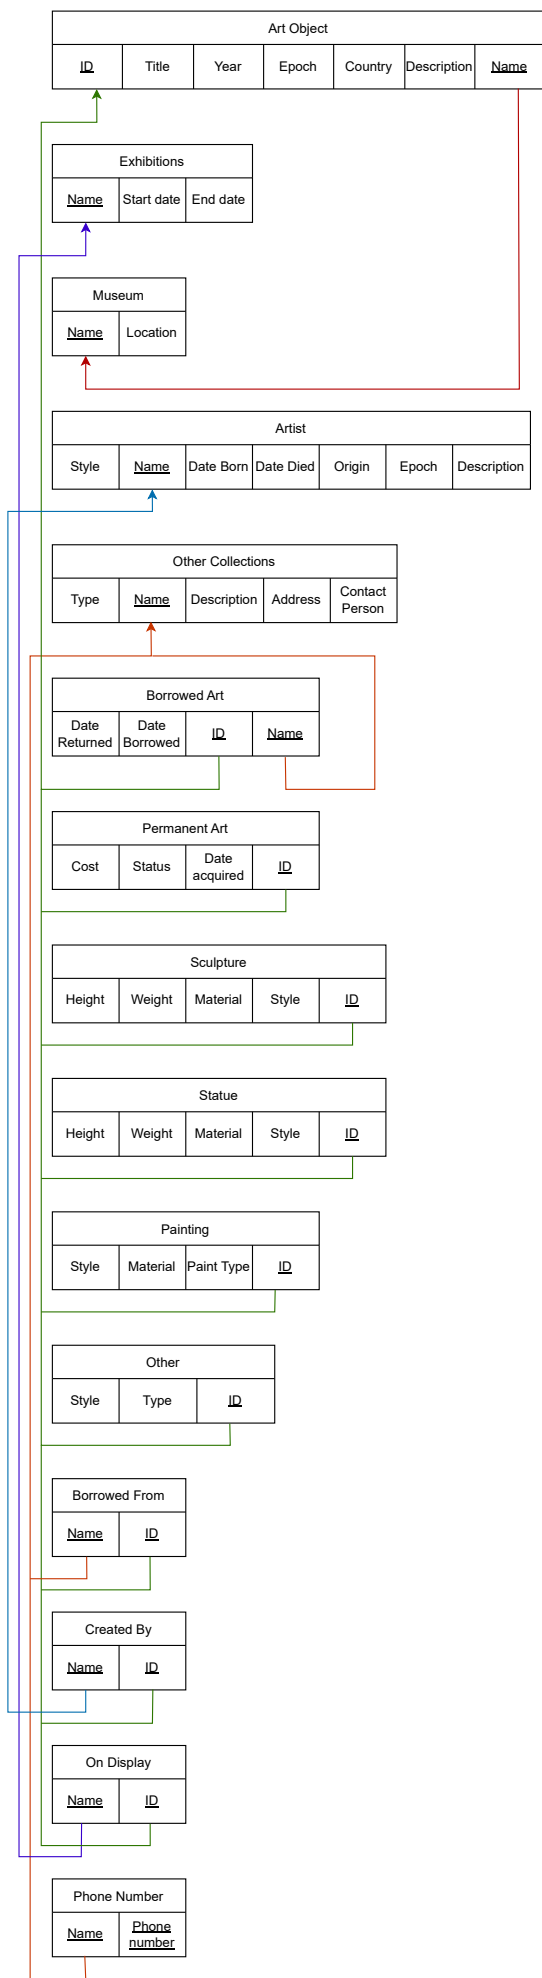 Art Object
ID Title Year Epoch Country Description Name
Exhibitions
Name Start date End date
Museum
Name Location
Artist
Style Name Date Born Date Died Origin Epoch Description
Other Collections
Type Name Description Address Contact Person
Borrowed Art
Date Returned Date Borrowed ID Name
Permanent Art
Cost Status Date acquired ID
Sculpture
Height Weight Material Style ID
Statue
Height Weight Material Style ID
Painting
Style Material Paint Type ID
Other
Style Type ID
Borrowed From
Name ID
Created By
Name ID
On Display
Name ID
Phone Number
Name Phone number